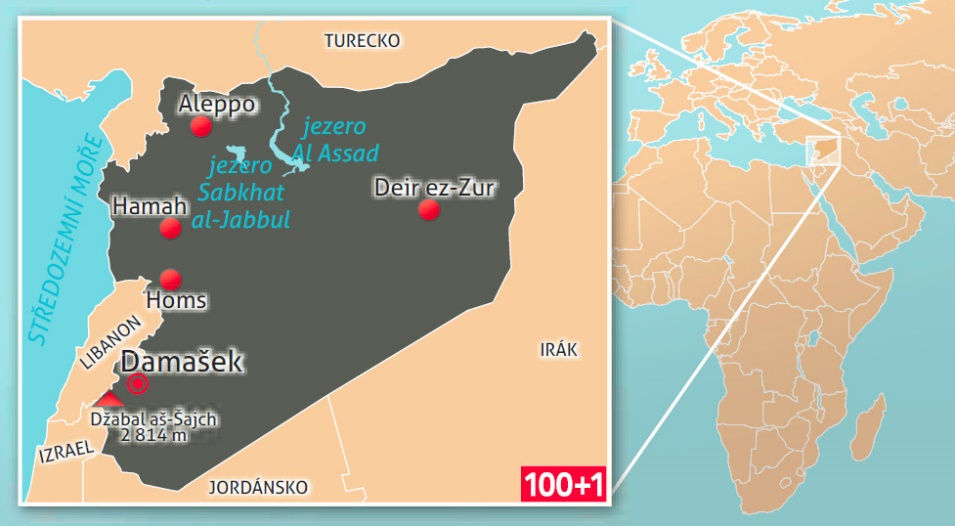 TURECKO
Aleppo
jezero
Al Assad
jezero
Sabkhat
al-Jabbul
Deir ez-Zur
Hamah
STŘEDOZEMNÍ MOŘE
Homs
LIBANON
IRÁK
Damašek
Džabal aš-Šajch
2 814 m
IZRAEL
JORDÁNSKO
100+1